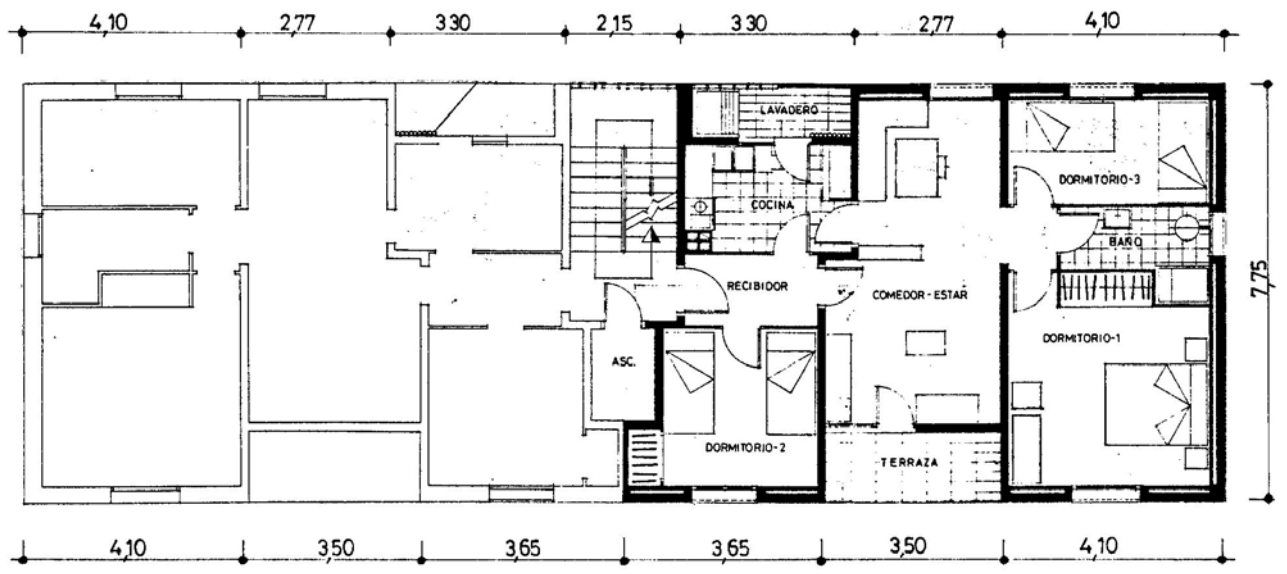 4,10 2,77 3 30 2,15 3 30 2,77 4,10
LAVADERO
DORMITORIO-3
COCINA
BAÑO
RECIBIDOR
COMEDOR-ESTAR
7,75
DORMITORIO-1
ASC.
DORMITORIO-2
TERRAZA
4,10 3,50 3,65 3,65 3,50 4,10